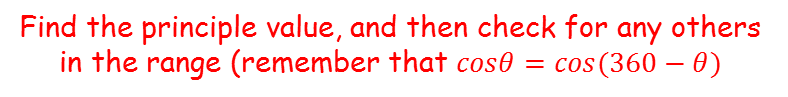 Find the principle value, and then check for any others
in the range (remember that cosθ = cos(360 − θ)